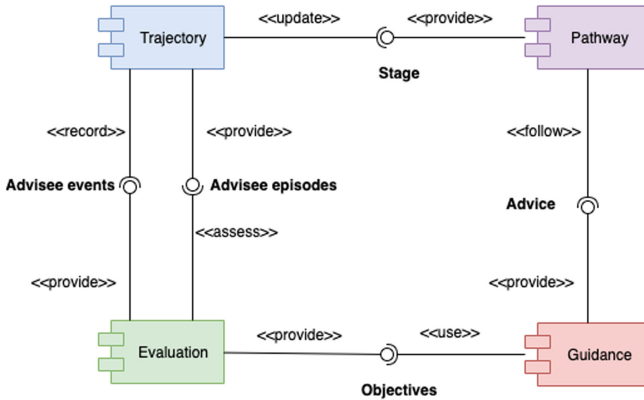 <<update>>
<<provide>>
Trajectory
Pathway
Stage
<<record>>
<<provide>>
<<follow>>
Advisee events
Advisee episodes
Advice
<<assess>>
<<provide>>
<<provide>>
<<provide>>
<<use>>
Evaluation
Guidance
Objectives